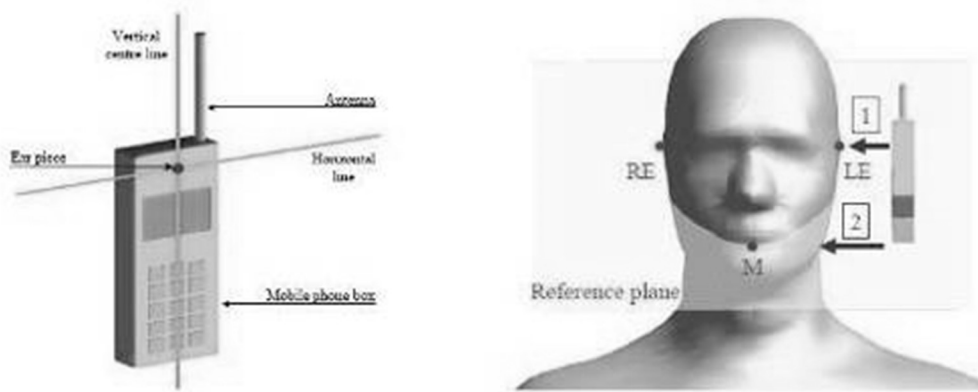 Vertical
centre line
Antenna
Ear piece
Horizontal
line
Mobile phone box
1
RE
LE
2
M
Reference plane